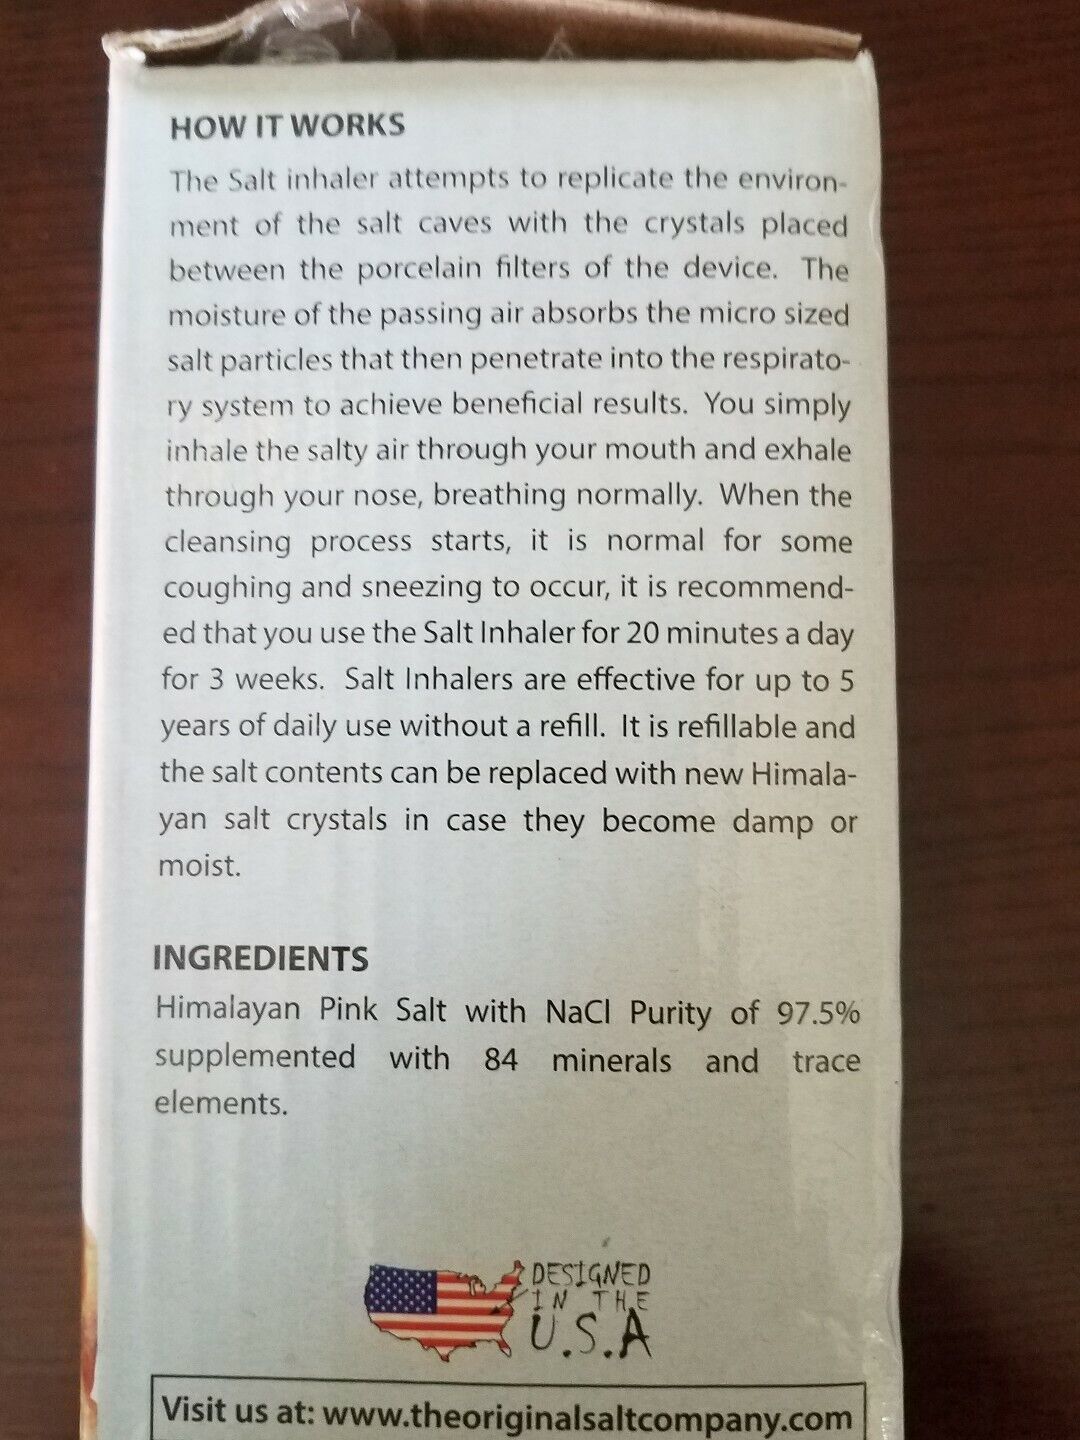 HOW IT WORKS
The Salt inhaler attempts to replicate the environ-
ment of the salt caves with the crystals placed
between the porcelain filters of the device. The
moisture of the passing air absorbs the micro sized
salt particles that then penetrate into the respirato-
ry system to achieve beneficial results. You simply
inhale the salty air through your mouth and exhale
through your nose, breathing normally. When the
cleansing process starts, it is normal for some
coughing and sneezing to occur, it is recommend-
ed that you use the Salt Inhaler for 20 minutes a day
for 3 weeks. Salt Inhalers are effective for up to 5
years of daily use without a refill. It is refillable and
the salt contents can be replaced with new Himala-
yan salt crystals in case they become damp or
moist.
INGREDIENTS
Himalayan Pink Salt with NaCl Purity of 97.5%
supplemented with 84 minerals and trace
elements.
DESIGNED
IN THE
U.S.A
Visit us at: www.theoriginalsaltcompany.com